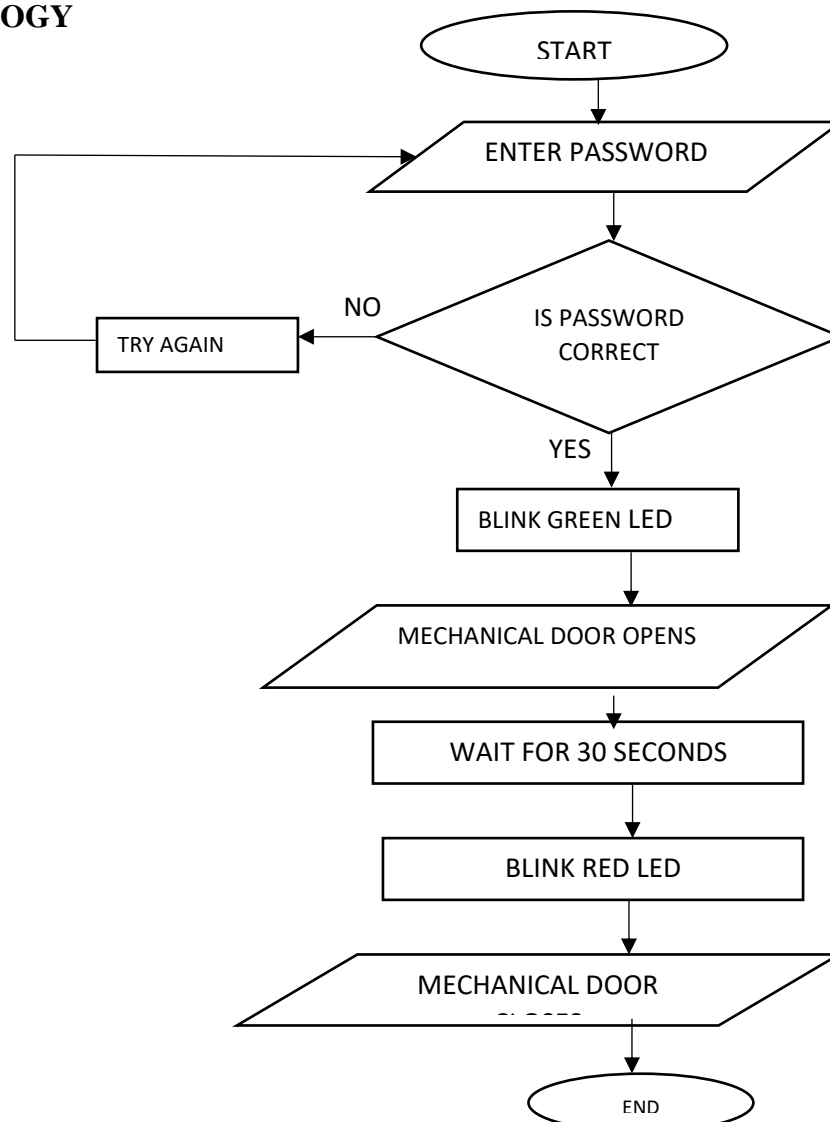 OGY
START
ENTER PASSWORD
NO
IS PASSWORD
CORRECT
TRY AGAIN
YES
BLINK GREEN LED
MECHANICAL DOOR OPENS
WAIT FOR 30 SECONDS
BLINK RED LED
MECHANICAL DOOR
END